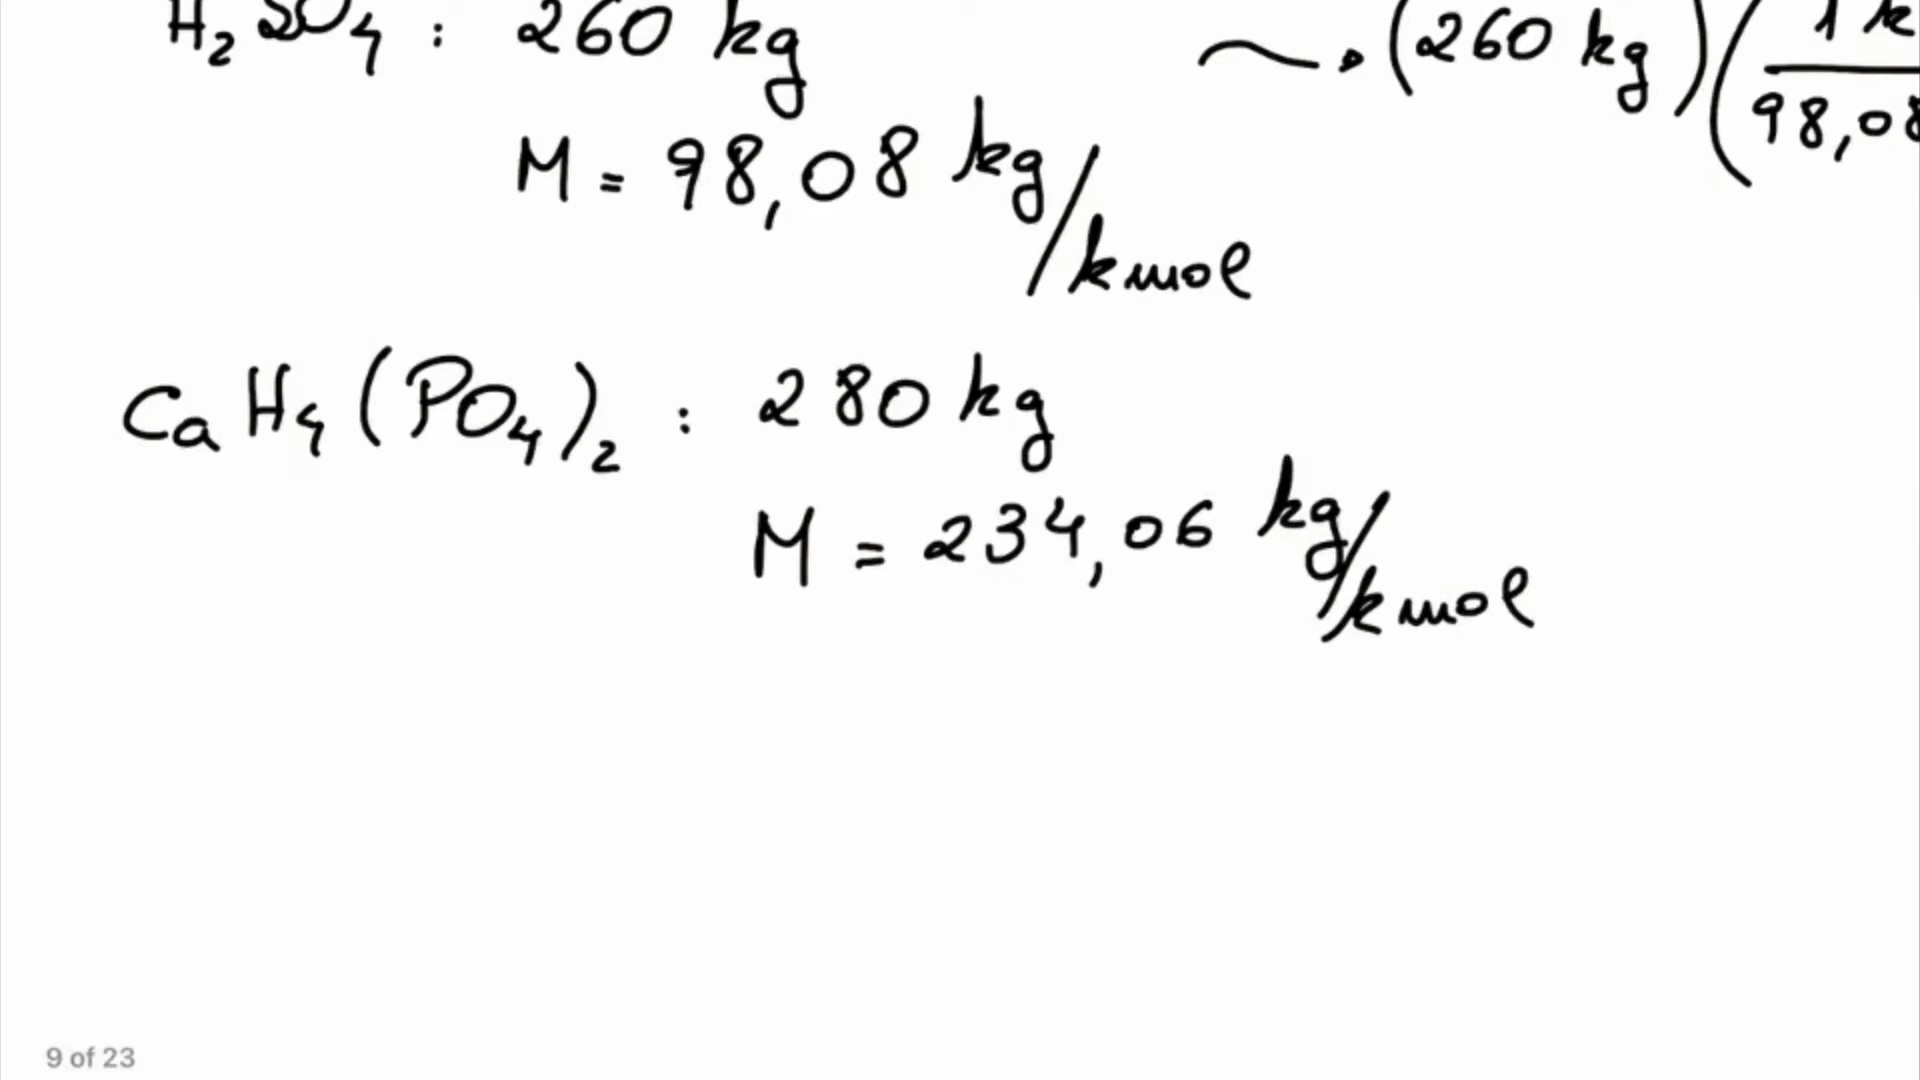 H₂SO₄ : 260 kg ⟿ (260 kg) (1 k / 98,08
M = 98,08 kg/kmol
CaH₄(PO₄)₂ : 280 kg
M = 234,06 kg/kmol
9 of 23